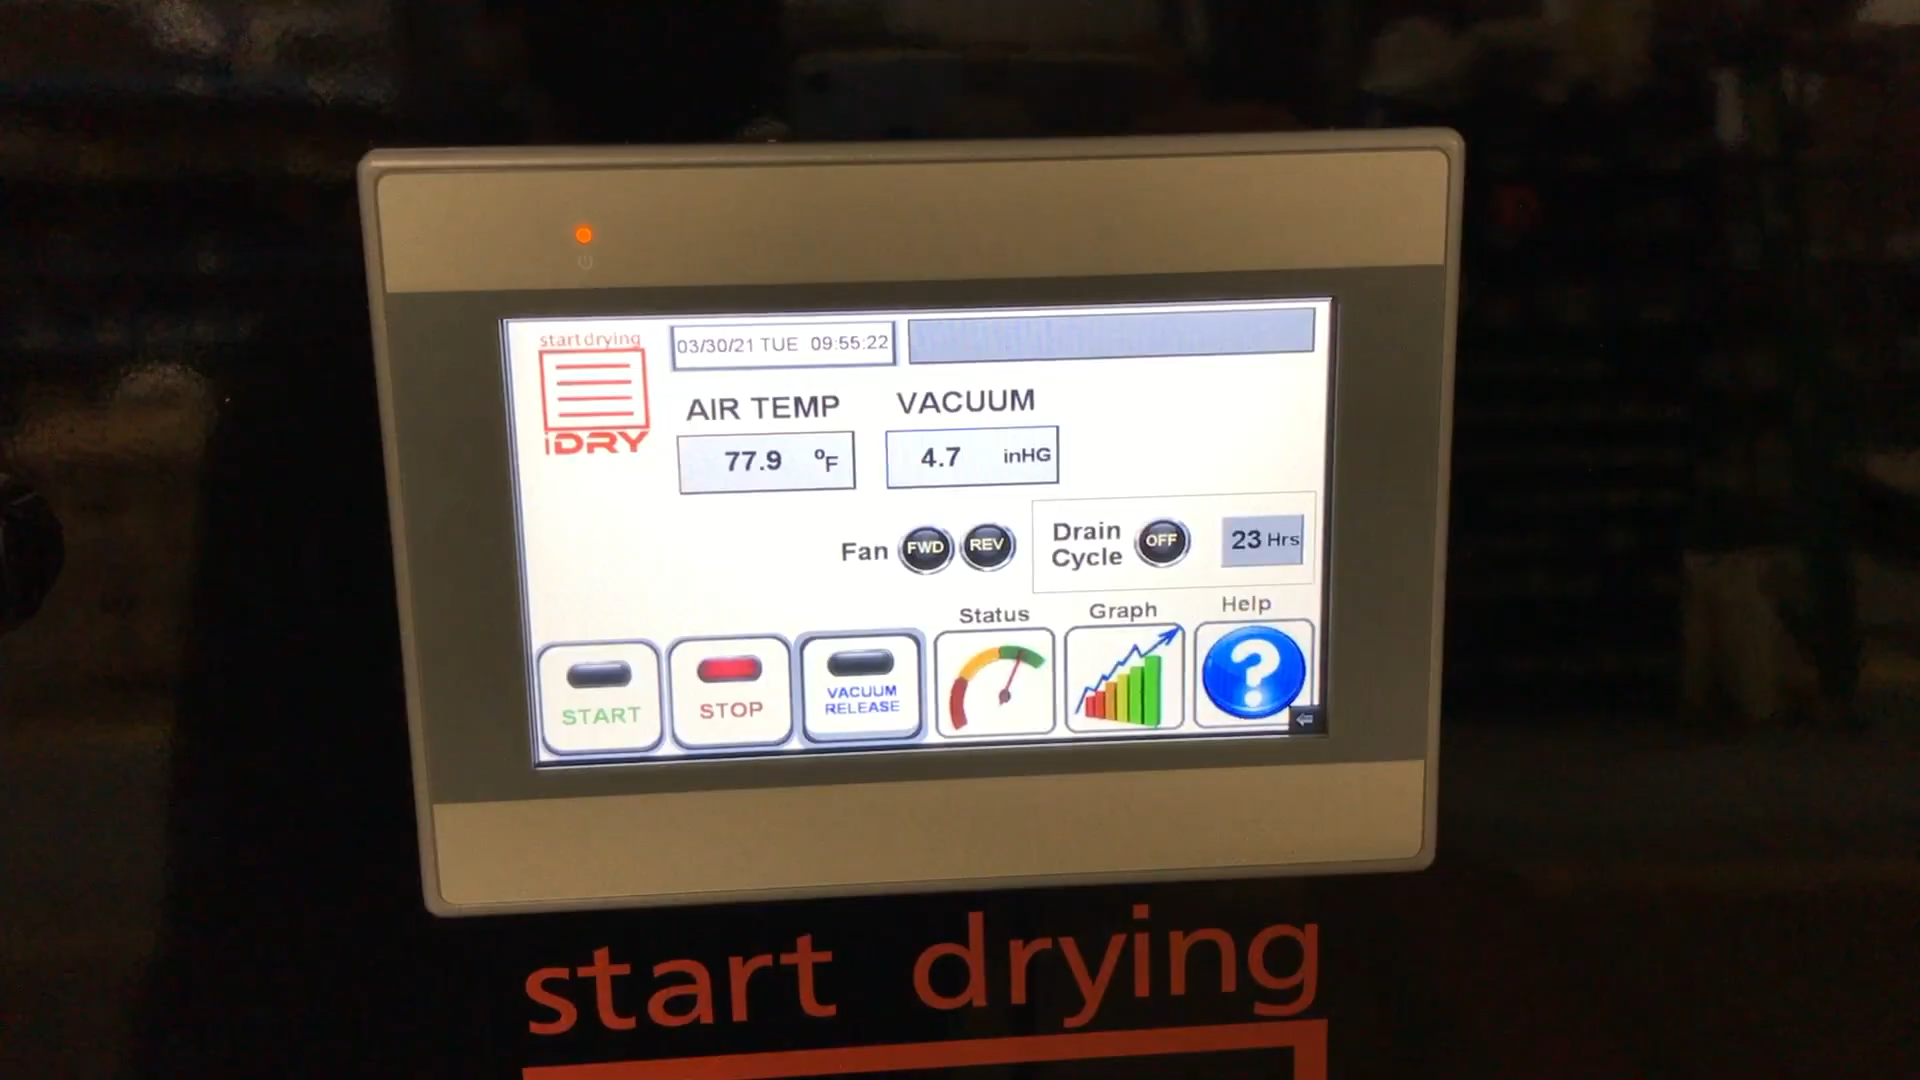 start drying
iDRY
03/30/21 TUE 09:55:22
AIR TEMP
VACUUM
77.9 ºF
4.7 inHG
Fan FWD REV
Drain
Cycle
OFF
23 Hrs
START
STOP
VACUUM
RELEASE
Status
Graph
Help
?
start drying